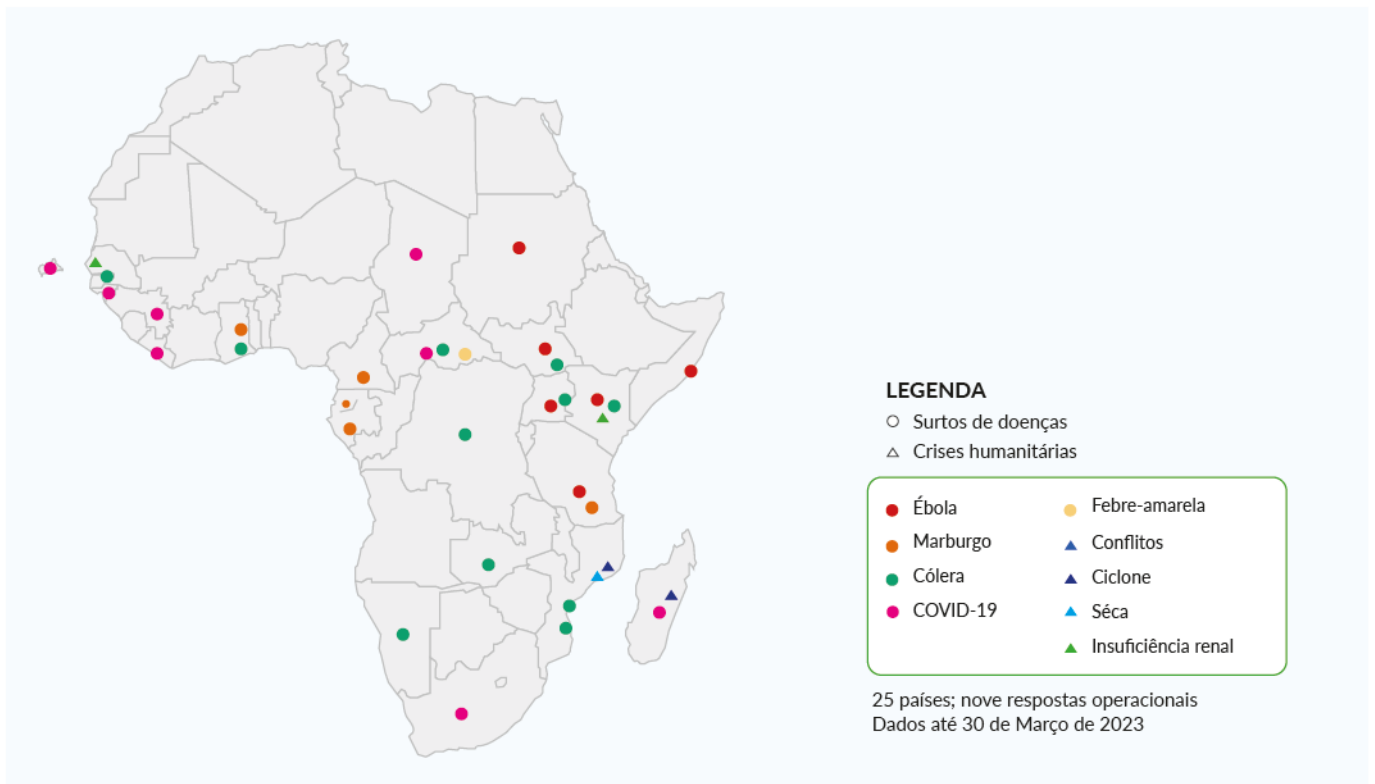 LEGENDA
Surtos de doenças
Crises humanitárias
Ébola
Marburgo
Cólera
COVID-19
Febre-amarela
Conflitos
Ciclone
Séca
Insuficiência renal
25 países; nove respostas operacionais
Dados até 30 de Março de 2023